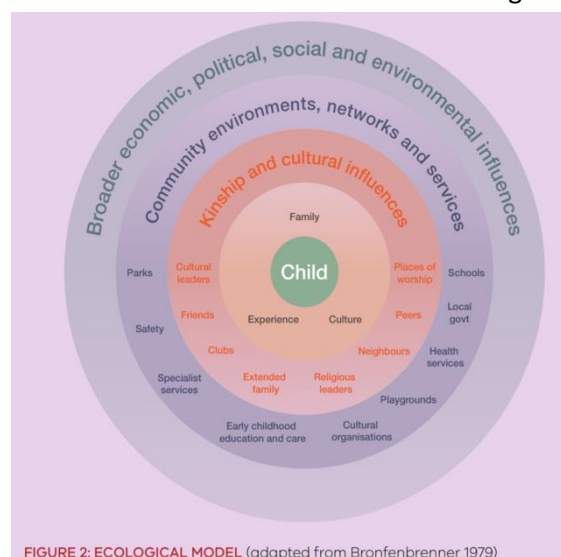 Broader economic, political, social and environmental influences
Community environments, networks and services
Kinship and cultural influences
Family
Child
Experience
Culture
Cultural
leaders
Places of
worship
Friends
Peers
Clubs
Neighbours
Extended
family
Religious
leaders
Parks
Schools
Local
govt
Safety
Health
services
Specialist
services
Playgrounds
Early childhood
education and care
Cultural
organisations
FIGURE 2: ECOLOGICAL MODEL (adapted from Bronfenbrenner 1979)